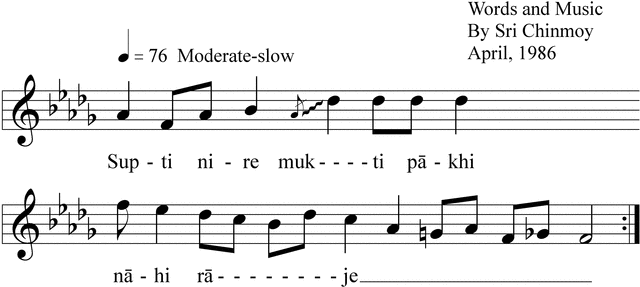 Words and Music
By Sri Chinmoy
April, 1986
= 76 Moderate-slow
Sup - ti ni - re muk - - - - ti pā - khi
nā - hi rā - - - - - - - - je